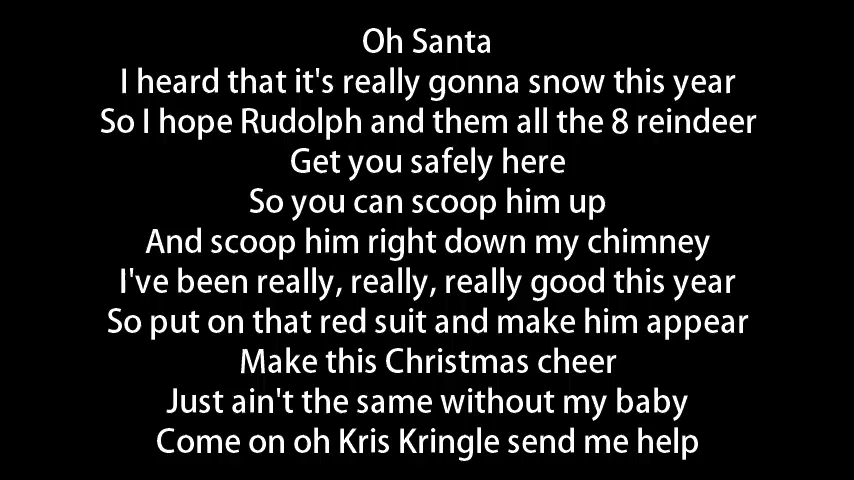 Oh Santa
I heard that it's really gonna snow this year
So I hope Rudolph and them all the 8 reindeer
Get you safely here
So you can scoop him up
And scoop him right down my chimney
I've been really, really, really good this year
So put on that red suit and make him appear
Make this Christmas cheer
Just ain't the same without my baby
Come on oh Kris Kringle send me help